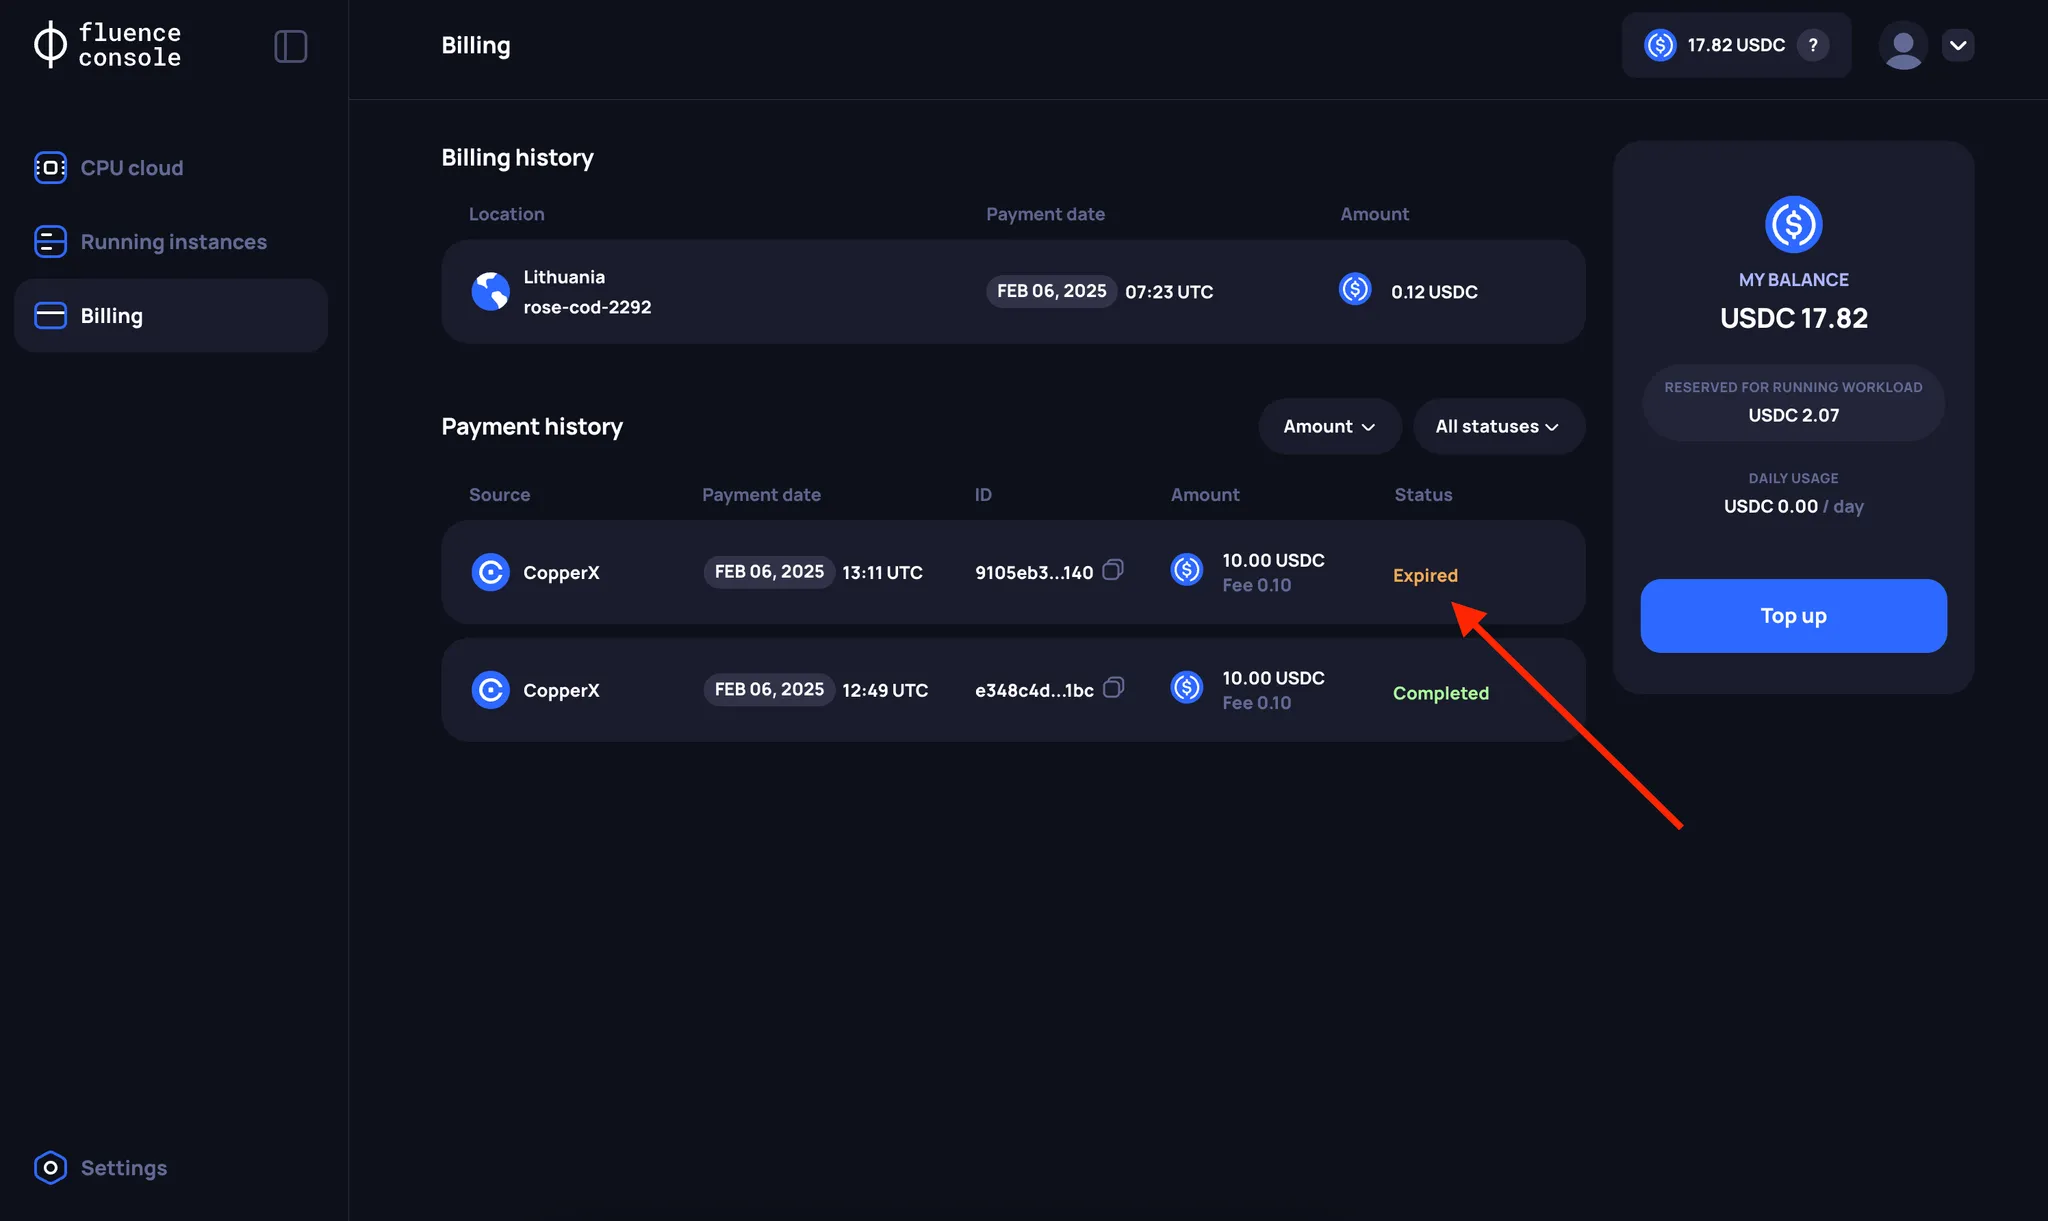 fluence
console
CPU cloud
Running instances
Billing
Settings
Billing
17.82 USDC ?
Billing history
Location Payment date Amount
Lithuania
rose-cod-2292
FEB 06, 2025 07:23 UTC
0.12 USDC
Payment history
Amount
All statuses
Source Payment date ID Amount Status
CopperX FEB 06, 2025 13:11 UTC 9105eb3...140
10.00 USDC
Fee 0.10
Expired
CopperX FEB 06, 2025 12:49 UTC e348c4d...1bc
10.00 USDC
Fee 0.10
Completed
MY BALANCE
USDC 17.82
RESERVED FOR RUNNING WORKLOAD
USDC 2.07
DAILY USAGE
USDC 0.00 / day
Top up